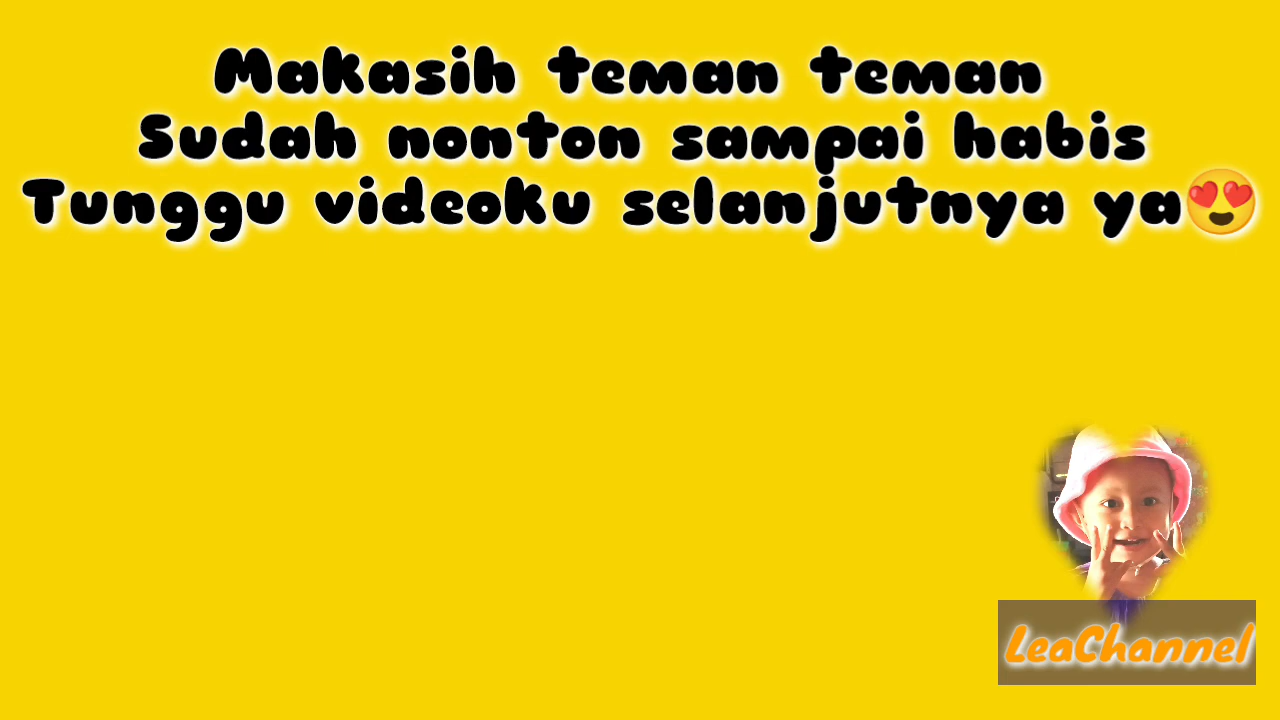 Makasih teman teman
Sudah nonton sampai habis
Tunggu videoku selanjutnya ya😍
LeaChannel